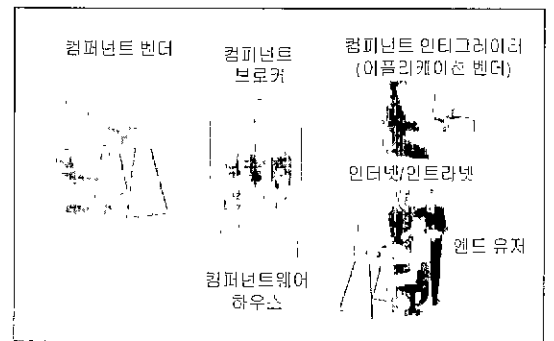 컴퍼넌트 벤더
컴퍼넌트
브로커
컴퍼넌트 인티그레이터
(어플리케이션 벤더)
인터넷/인트라넷
엔드 유저
컴퍼넌트웨어
하우스